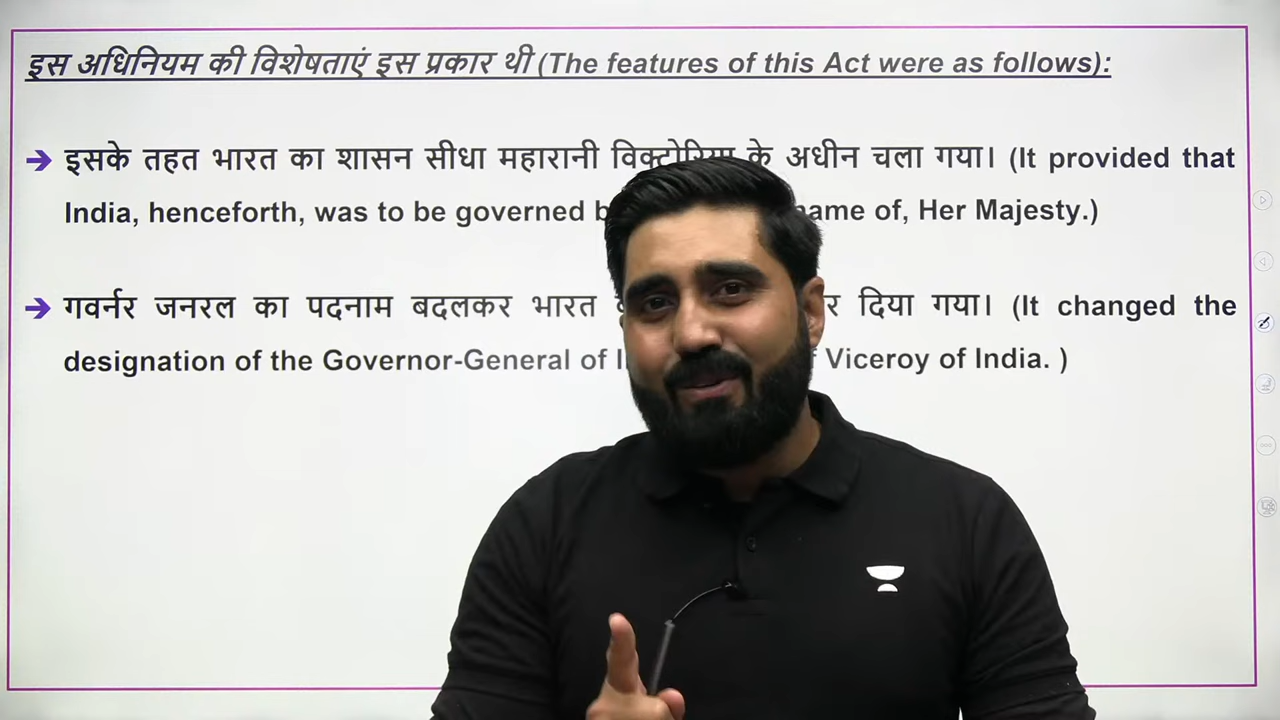 इस अधिनियम की विशेषताएं इस प्रकार थी (The features of this Act were as follows):
→ इसके तहत भारत का शासन सीधा महारानी विक्टोरिया के अधीन चला गया। (It provided that
India, henceforth, was to be governed name of, Her Majesty.)
→ गवर्नर जनरल का पदनाम बदलकर भारत दिया गया। (It changed the
designation of the Governor-General of Viceroy of India. )